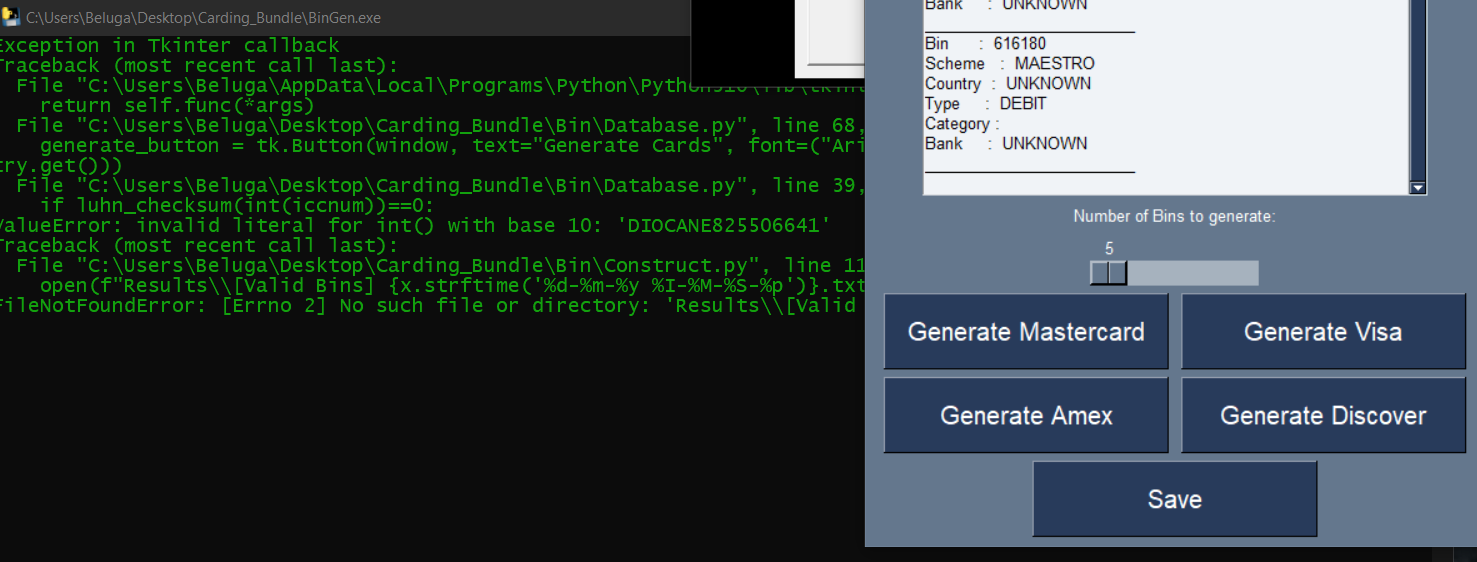 C:\Users\Beluga\Desktop\Carding_Bundle\BinGen.exe
Exception in Tkinter callback
Traceback (most recent call last):
File "C:\Users\Beluga\AppData\Local\Programs\Python\
return self.func(*args)
File "C:\Users\Beluga\Desktop\Carding_Bundle\Bin\Database.py", line 68,
generate_button = tk.Button(window, text="Generate Cards", font=("Ari
try.get()))
File "C:\Users\Beluga\Desktop\Carding_Bundle\Bin\Database.py", line 39,
if luhn_checksum(int(iccnum))==0:
ValueError: invalid literal for int() with base 10: 'DIOCANE825506641'
Traceback (most recent call last):
File "C:\Users\Beluga\Desktop\Carding_Bundle\Bin\Construct.py", line 11
open(f"Results\\[Valid Bins] {x.strftime('%d-%m-%y %I-%M-%S-%p')}.txt
FileNotFoundError: [Errno 2] No such file or directory: 'Results\\[Valid
Bank : UNKNOWN
Bin : 616180
Scheme : MAESTRO
Country : UNKNOWN
Type : DEBIT
Category :
Bank : UNKNOWN
Number of Bins to generate:
5
Generate Mastercard
Generate Visa
Generate Amex
Generate Discover
Save